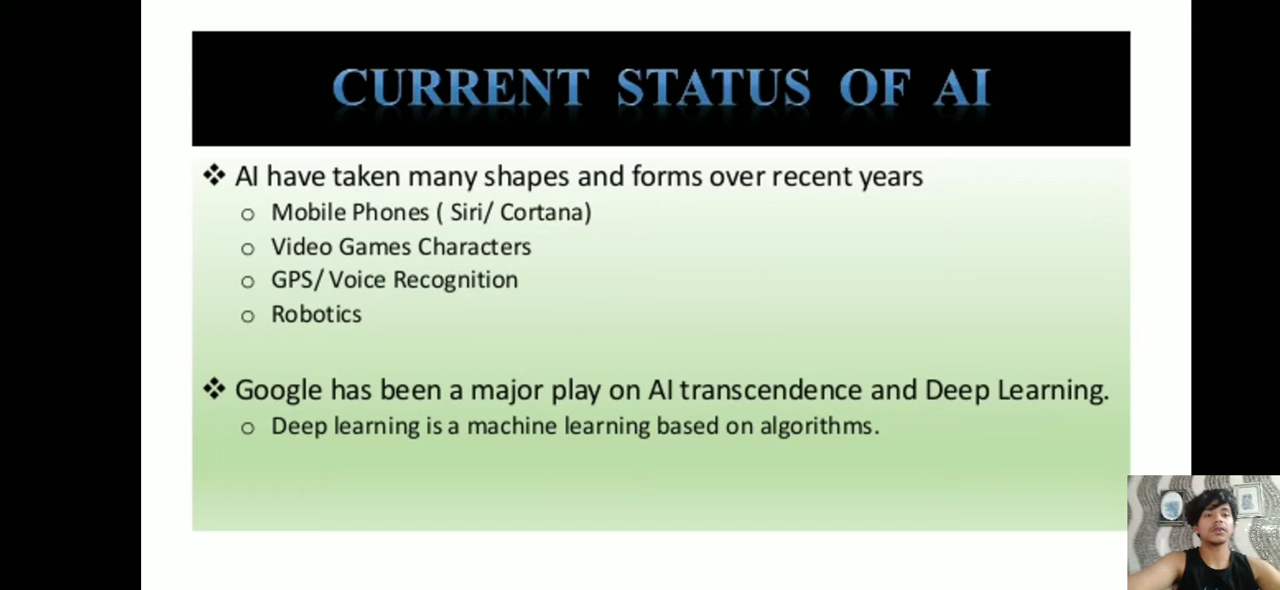 CURRENT STATUS OF AI
❖ AI have taken many shapes and forms over recent years
o Mobile Phones ( Siri/ Cortana)
o Video Games Characters
o GPS/ Voice Recognition
o Robotics
❖ Google has been a major play on AI transcendence and Deep Learning.
o Deep learning is a machine learning based on algorithms.